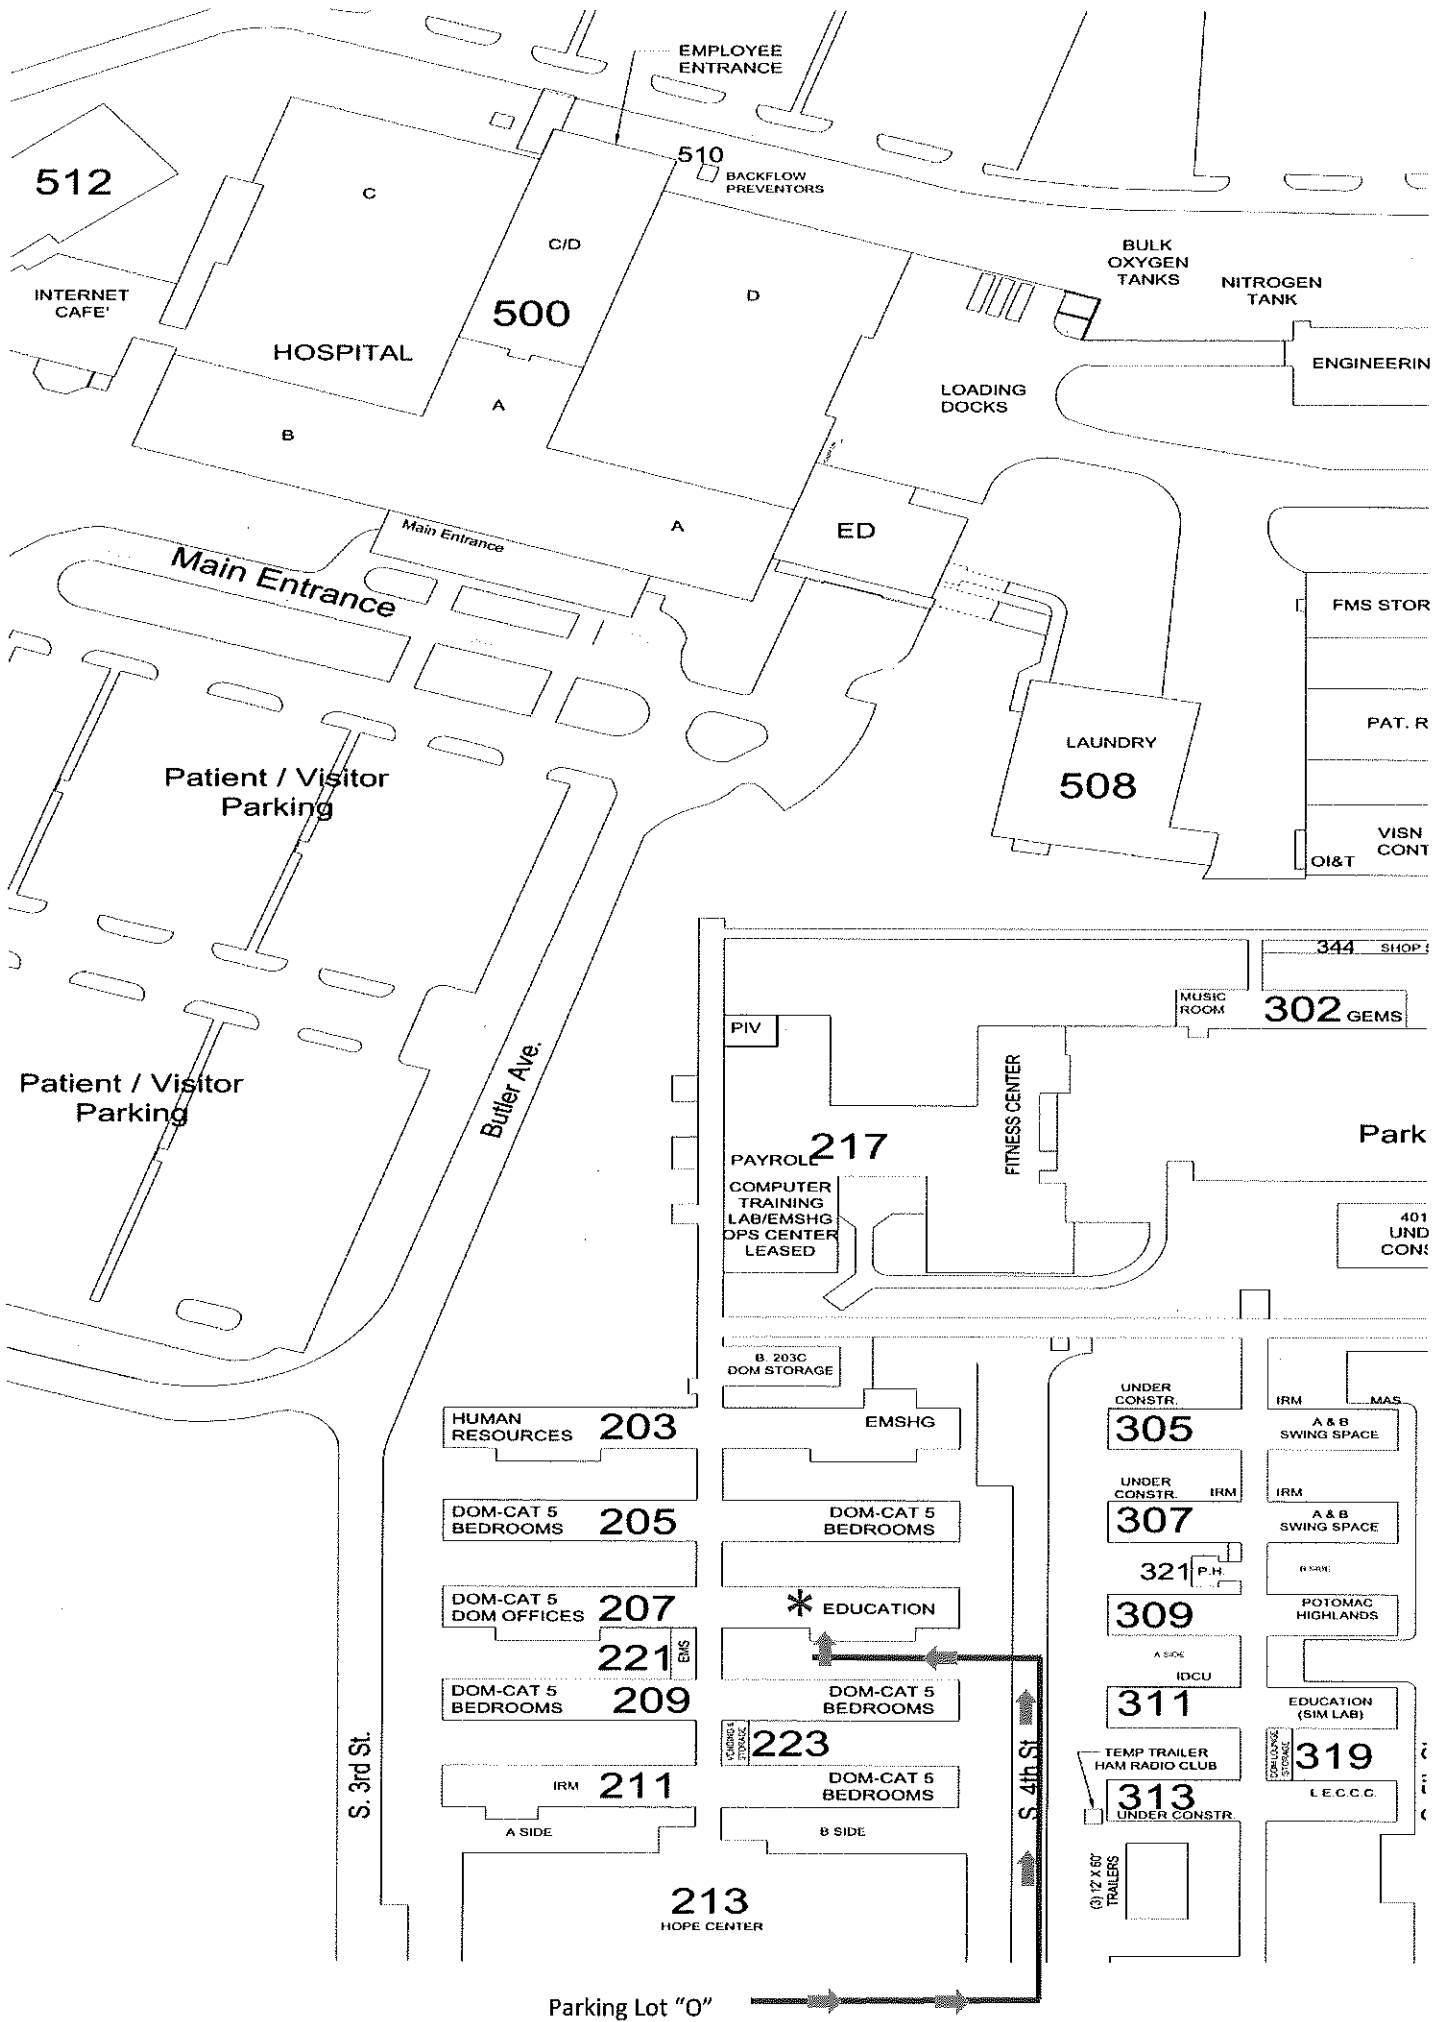 EMPLOYEE
ENTRANCE
510
BACKFLOW
PREVENTORS
512
C
C/D
D
500
INTERNET
CAFE'
HOSPITAL
A
B
BULK
OXYGEN
TANKS
NITROGEN
TANK
ENGINEERIN
LOADING
DOCKS
Main Entrance
A
ED
Main Entrance
FMS STOR
PAT. R
LAUNDRY
508
VISN
CONT
OI&T
Patient / Visitor
Parking
344 SHOP S
MUSIC
ROOM
302 GEMS
PIV
Butler Ave.
FITNESS CENTER
Patient / Visitor
Parking
217
PAYROLL
COMPUTER
TRAINING
LAB/EMSHG
OPS CENTER
LEASED
Park
401
UND
CONS
B. 203C
DOM STORAGE
HUMAN
RESOURCES
203
EMSHG
UNDER
CONSTR.
305
IRM
MAS
A & B
SWING SPACE
DOM-CAT 5
BEDROOMS
205
DOM-CAT 5
BEDROOMS
UNDER
CONSTR.
IRM
IRM
307
A & B
SWING SPACE
321
P.H.
B SIDE
DOM-CAT 5
DOM OFFICES
207
* EDUCATION
309
POTOMAC
HIGHLANDS
221
EMS
A SIDE
IDCU
DOM-CAT 5
BEDROOMS
209
DOM-CAT 5
BEDROOMS
311
EDUCATION
(SIM LAB)
VENDING &
STORAGE
223
S. 3rd St.
S. 4th St
TEMP TRAILER
HAM RADIO CLUB
DOM LOUNGE
STORAGE
319
IRM
211
DOM-CAT 5
BEDROOMS
313
UNDER CONSTR.
L.E.C.C.C.
A SIDE
B SIDE
(3) 12' X 60'
TRAILERS
213
HOPE CENTER
Parking Lot "O"